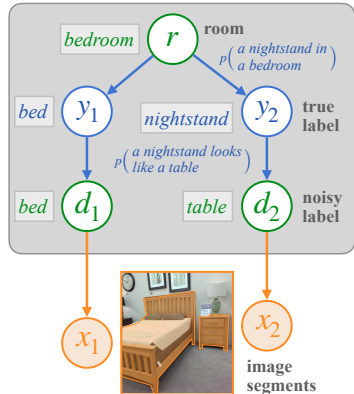 bedroom r room
p( a nightstand in
a bedroom )
bed y1 nightstand y2 true
label
p( a nightstand looks
like a table )
bed d1 table d2 noisy
label
x1 x2
image
segments